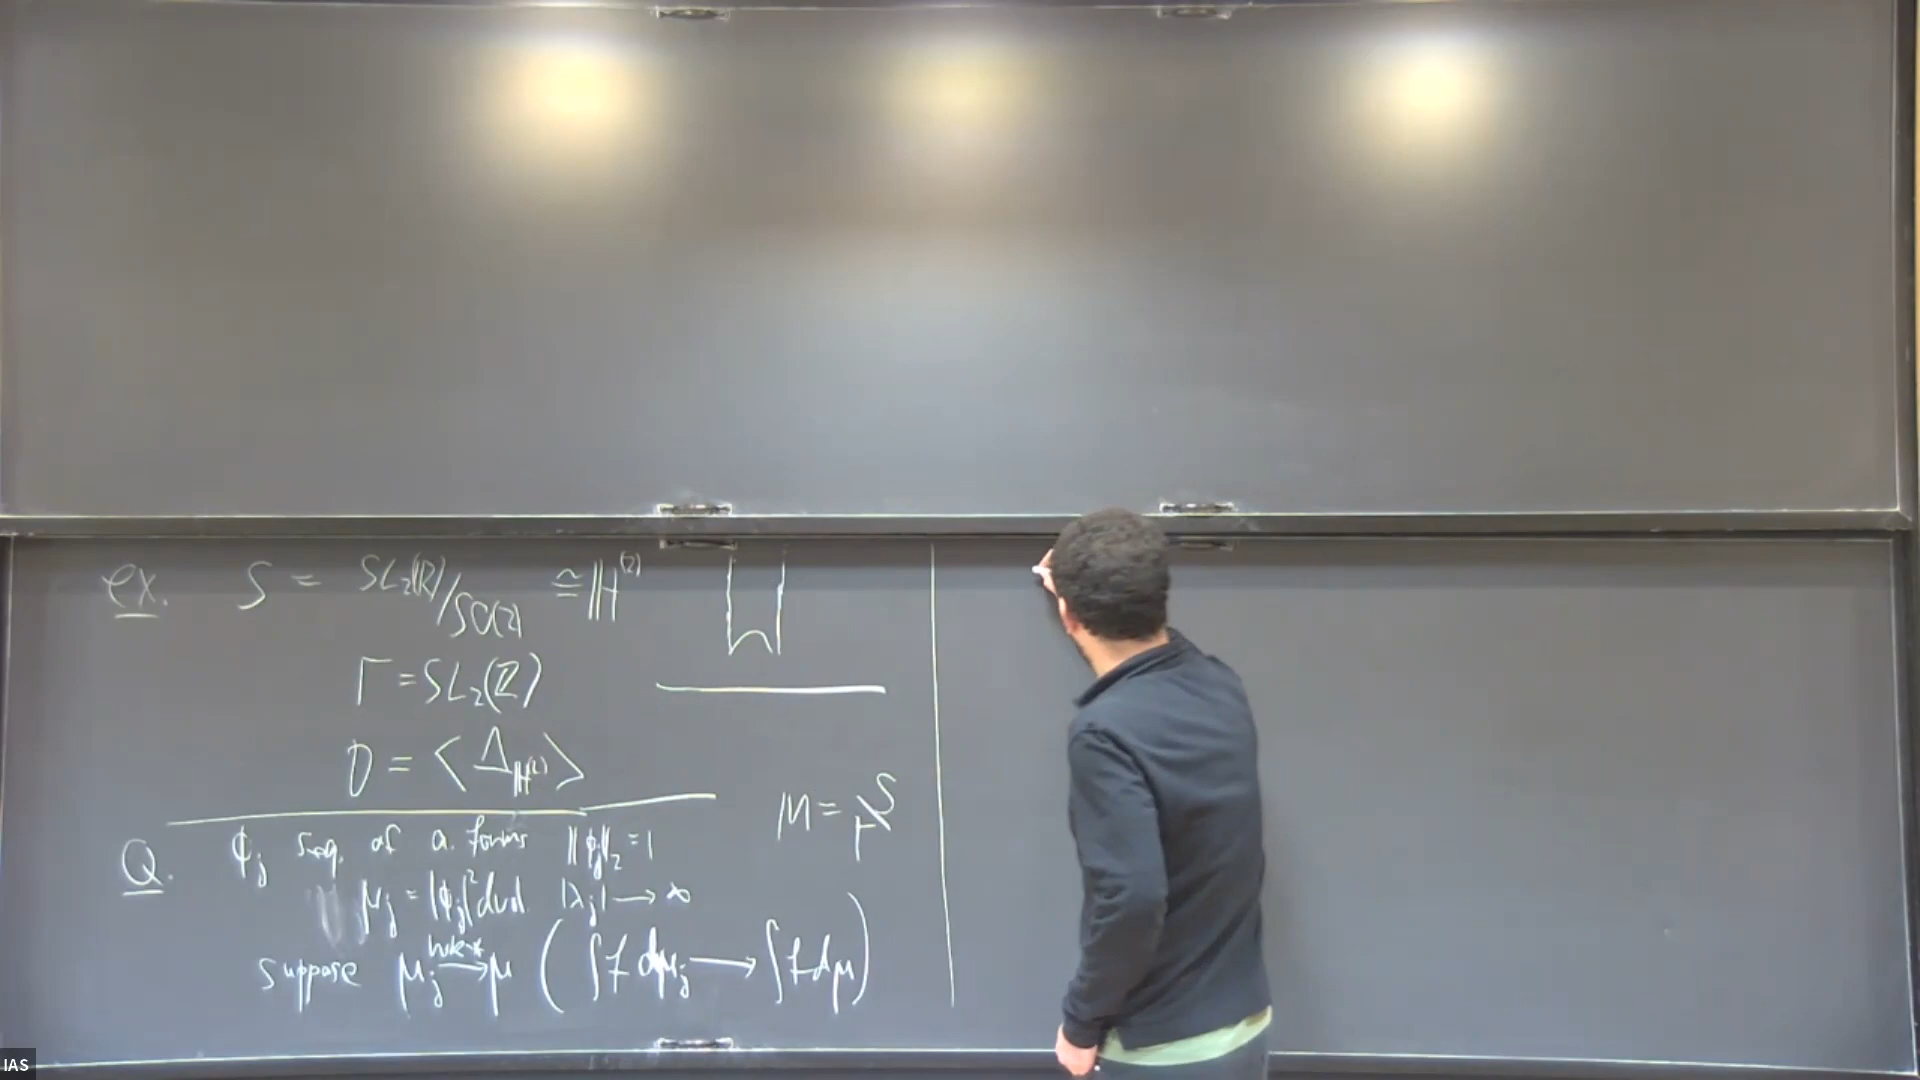 ex. S = SL₂(ℝ)/SO(2) ≅ ℍ⁽²⁾
Γ = SL₂(ℤ)
D = <Δ_ℍ⁽²⁾>
M = Γ\S
Q. ϕⱼ seq. of a. forms ‖ϕⱼ‖₂ = 1
μⱼ = |ϕⱼ|² dvol |λⱼ| → ∞
suppose μⱼ → μ ( ∫f dμⱼ → ∫f dμ )
IAS